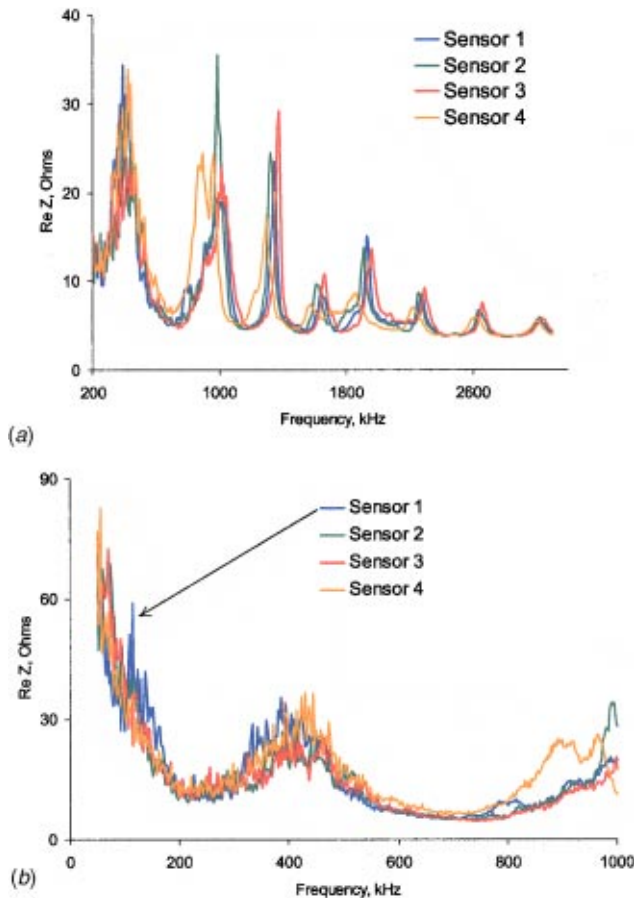 40
30
20
10
0
Re Z, Ohms
Sensor 1
Sensor 2
Sensor 3
Sensor 4
200
1000
1800
2600
Frequency, kHz
(a)
90
60
30
0
Re Z, Ohms
Sensor 1
Sensor 2
Sensor 3
Sensor 4
0
200
400
600
800
1000
Frequency, kHz
(b)